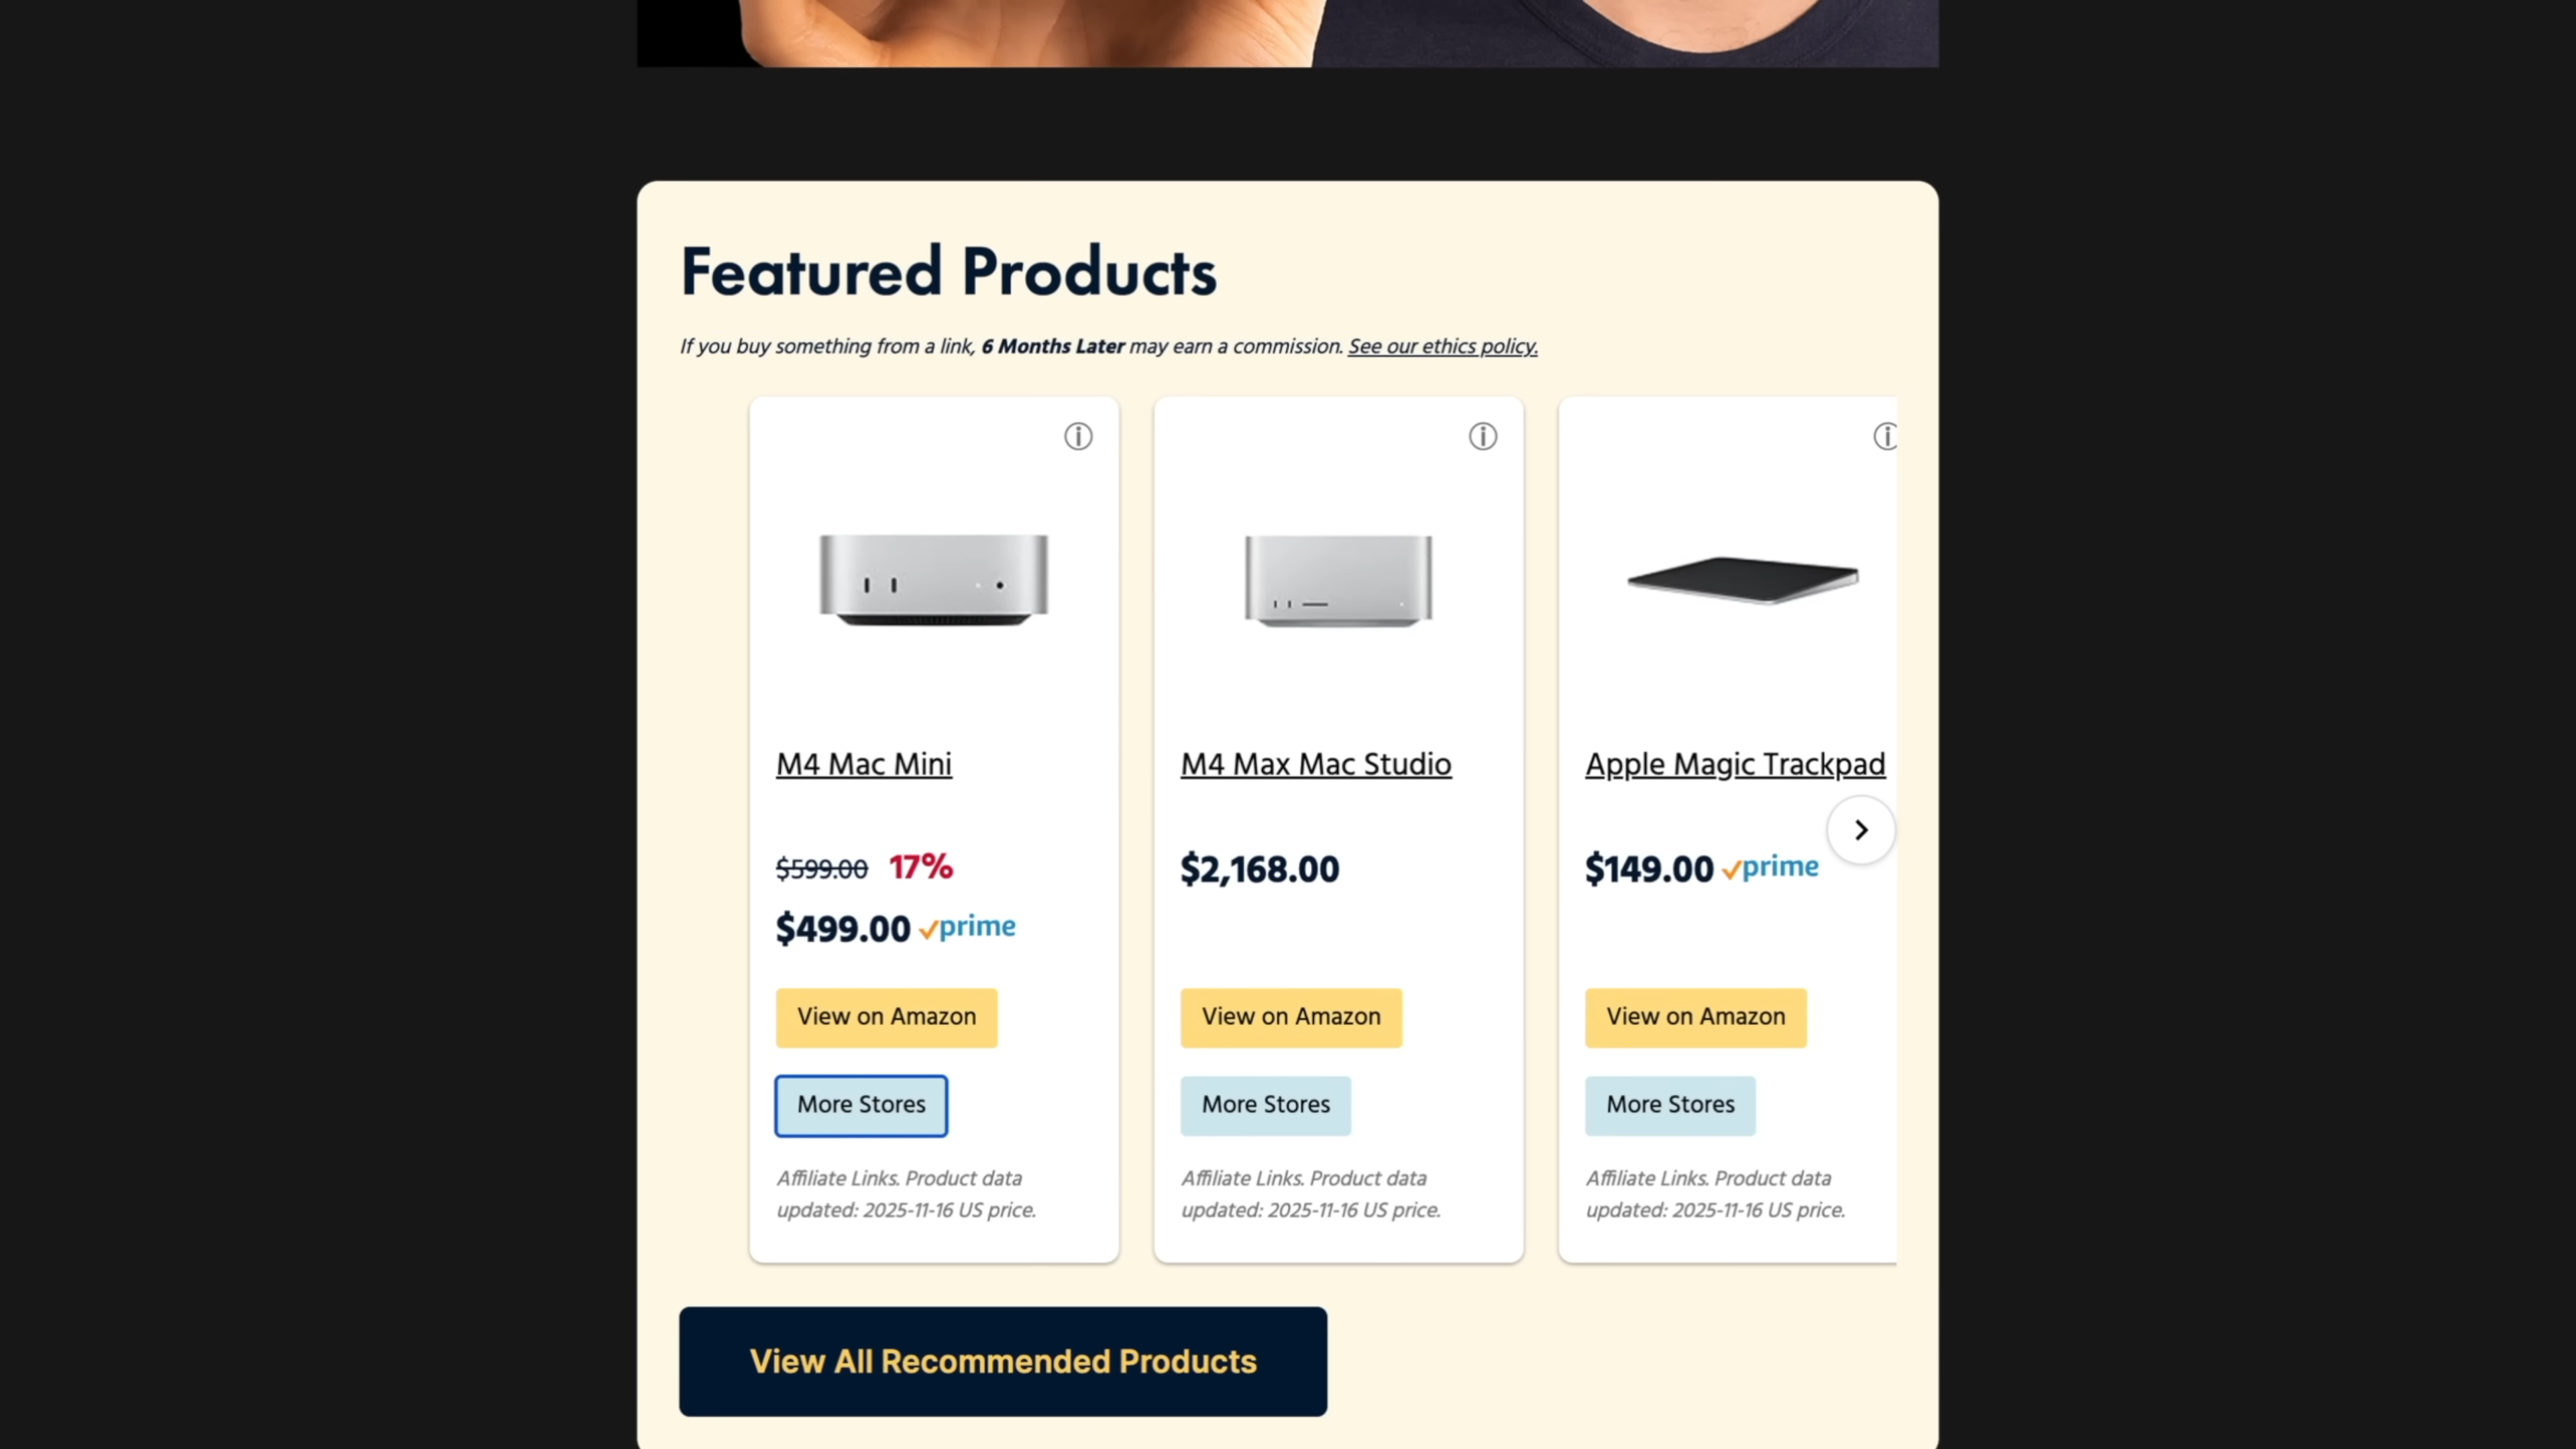 Featured Products
If you buy something from a link, 6 Months Later may earn a commission. See our ethics policy.
M4 Mac Mini
$599.00 17%
$499.00 prime
View on Amazon
More Stores
Affiliate Links. Product data
updated: 2025-11-16 US price.
M4 Max Mac Studio
$2,168.00
View on Amazon
More Stores
Affiliate Links. Product data
updated: 2025-11-16 US price.
Apple Magic Trackpad
$149.00 prime
View on Amazon
More Stores
Affiliate Links. Product data
updated: 2025-11-16 US price.
View All Recommended Products